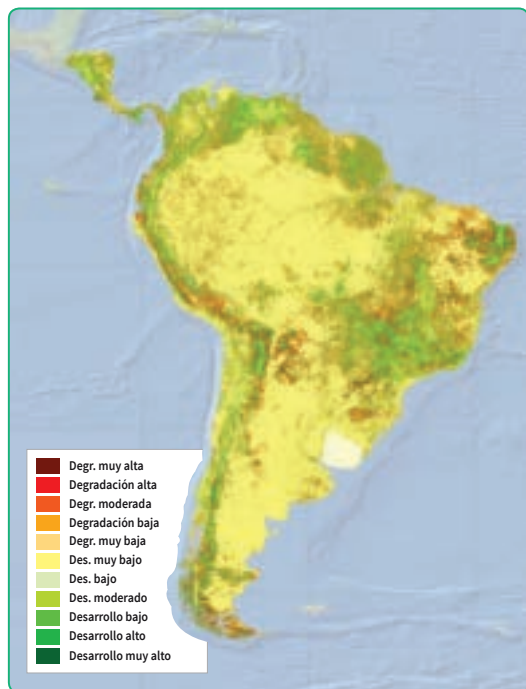 Degr. muy alta
Degradación alta
Degr. moderada
Degradación baja
Degr. muy baja
Des. muy bajo
Des. bajo
Des. moderado
Desarrollo bajo
Desarrollo alto
Desarrollo muy alto